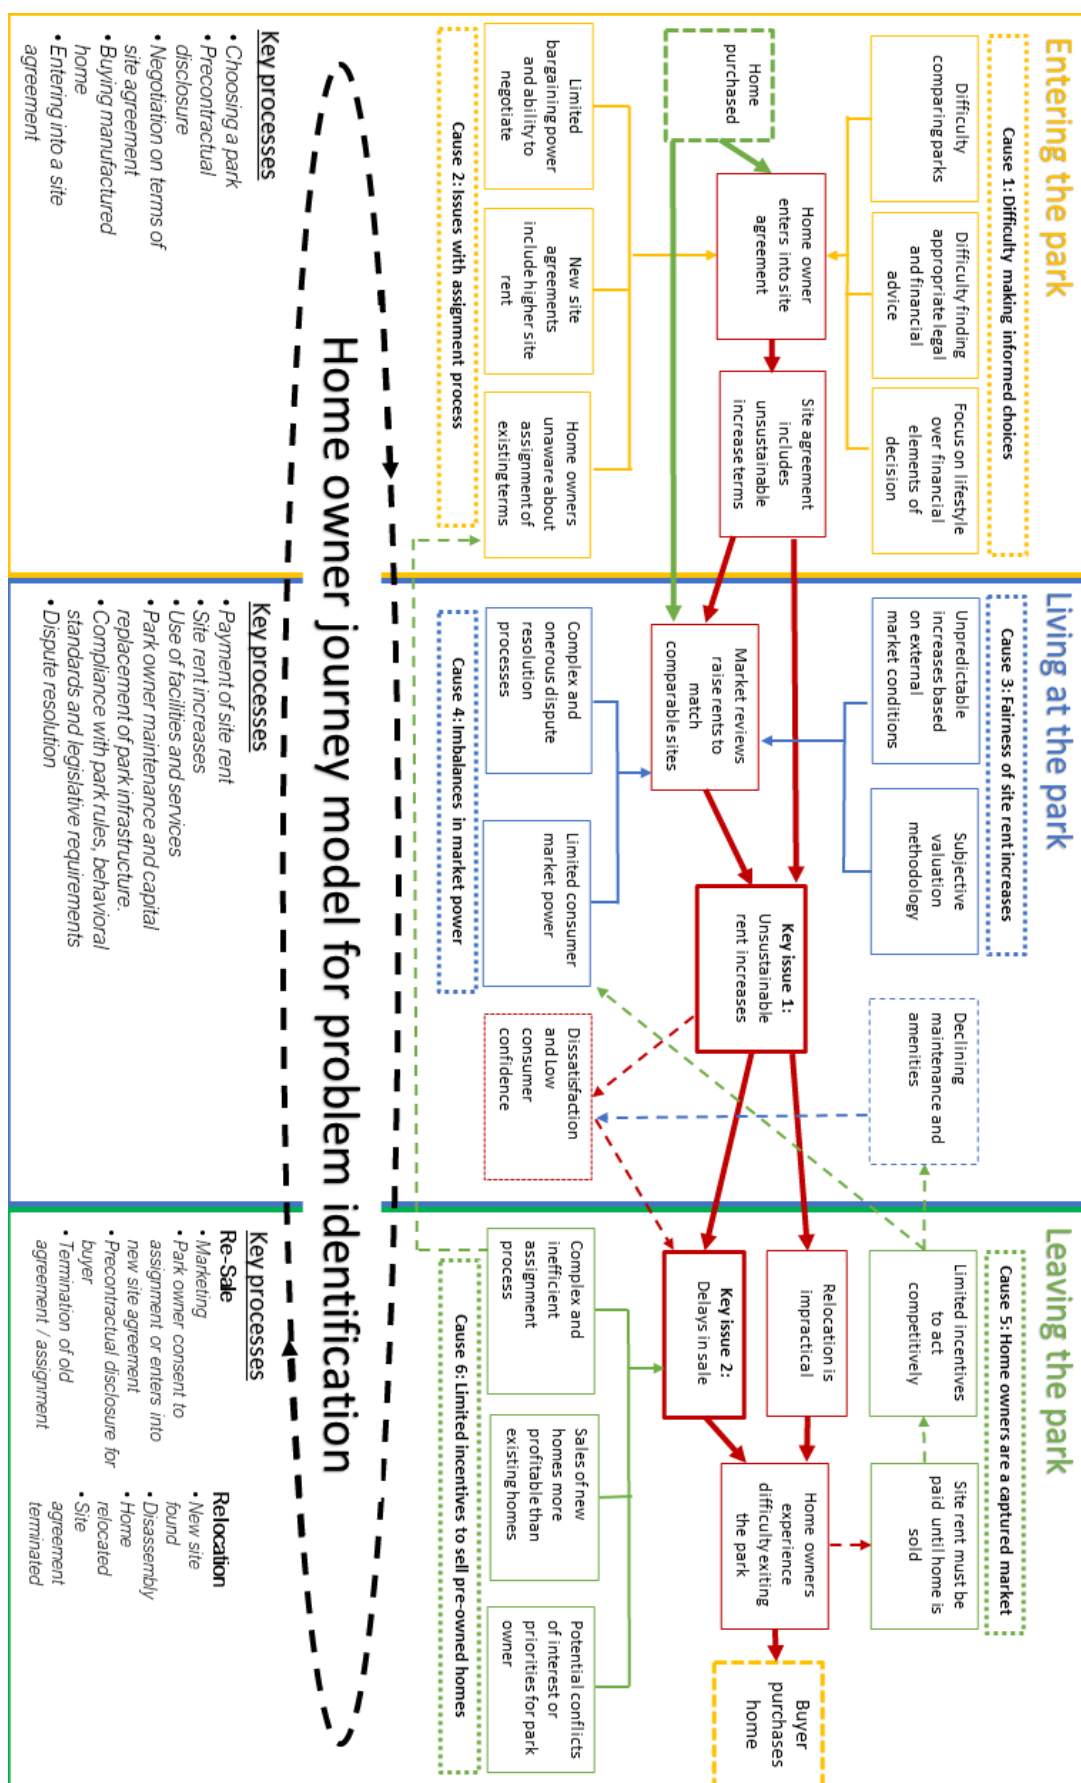 Entering the park
Cause 1: Difficulty making informed choices
Difficulty
comparing parks
Difficulty finding
appropriate legal
and financial
advice
Focus on lifestyle
over financial
elements of
decision
Home
purchased
Home owner
enters into site
agreement
Site agreement
includes
unsustainable
increase terms
Limited
bargaining power
and ability to
negotiate
New site
agreements
include higher site
rent
Home owners
unaware about
assignment of
existing terms
Cause 2: Issues with assignment process
Living at the park
Cause 3: Fairness of site rent increases
Unpredictable
increases based
on external
market conditions
Subjective
valuation
methodology
Declining
maintenance and
amenities
Market reviews
raise rents to
match
comparable sites
Key issue 1:
Unsustainable
rent increases
Complex and
onerous dispute
resolution
processes
Limited consumer
market power
Dissatisfaction
and Low
consumer
confidence
Cause 4: Imbalances in market power
Leaving the park
Cause 5: Home owners are a captured market
Limited incentives
to act
competitively
Site rent must be
paid until home is
sold
Relocation is
impractical
Key issue 2:
Delays in sale
Home owners
experience
difficulty exiting
the park
Buyer
purchases
home
Complex and
inefficient
assignment
process
Sales of new
homes more
profitable than
existing homes
Potential conflicts
of interest or
priorities for park
owner
Cause 6: Limited incentives to sell pre-owned homes
Home owner journey model for problem identification
Key processes
• Choosing a park
• Precontractual
disclosure
• Negotiation on terms of
site agreement
• Buying manufactured
home
• Entering into a site
agreement
Key processes
• Payment of site rent
• Site rent increases
• Use of facilities and services
• Park owner maintenance and capital
replacement of park infrastructure.
• Compliance with park rules, behavioral
standards and legislative requirements
• Dispute resolution
Key processes
Re-Sale
• Marketing
• Park owner consent to
assignment or enters into
new site agreement
• Precontractual disclosure for
buyer
• Termination of old
agreement / assignment
Relocation
• New site
found
• Disassembly
• Home
relocated
• Site
agreement
terminated